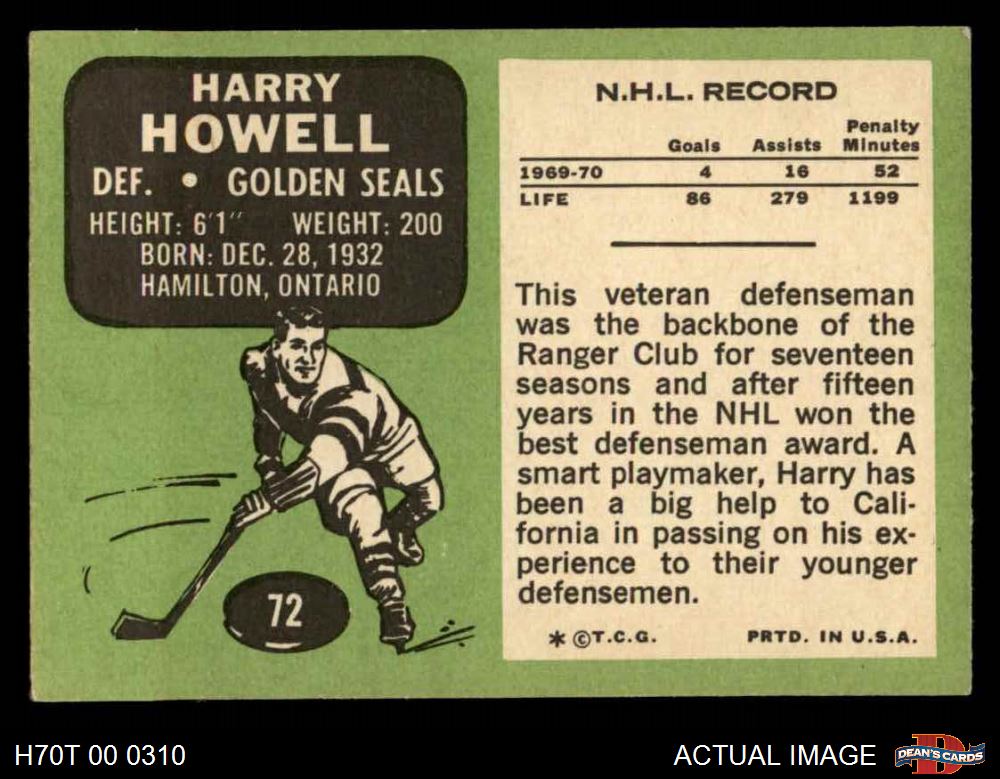 HARRY
HOWELL
DEF. • GOLDEN SEALS
HEIGHT: 6'1" WEIGHT: 200
BORN: DEC. 28, 1932
HAMILTON, ONTARIO
72
N.H.L. RECORD
Goals Assists Penalty Minutes
1969-70 4 16 52
LIFE 86 279 1199
This veteran defenseman
was the backbone of the
Ranger Club for seventeen
seasons and after fifteen
years in the NHL won the
best defenseman award. A
smart playmaker, Harry has
been a big help to Cali-
fornia in passing on his ex-
perience to their younger
defensemen.
* ©T.C.G. PRTD. IN U.S.A.
H70T 00 0310 ACTUAL IMAGE DEAN'S CARDS